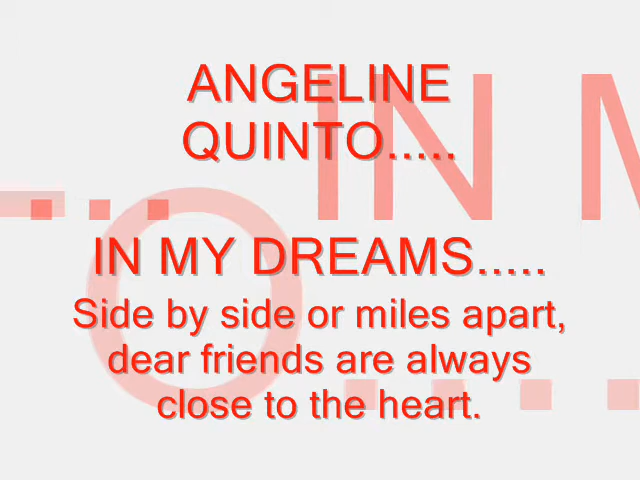 ANGELINE
QUINTO.....
IN MY DREAMS.....
Side by side or miles apart,
dear friends are always
close to the heart.